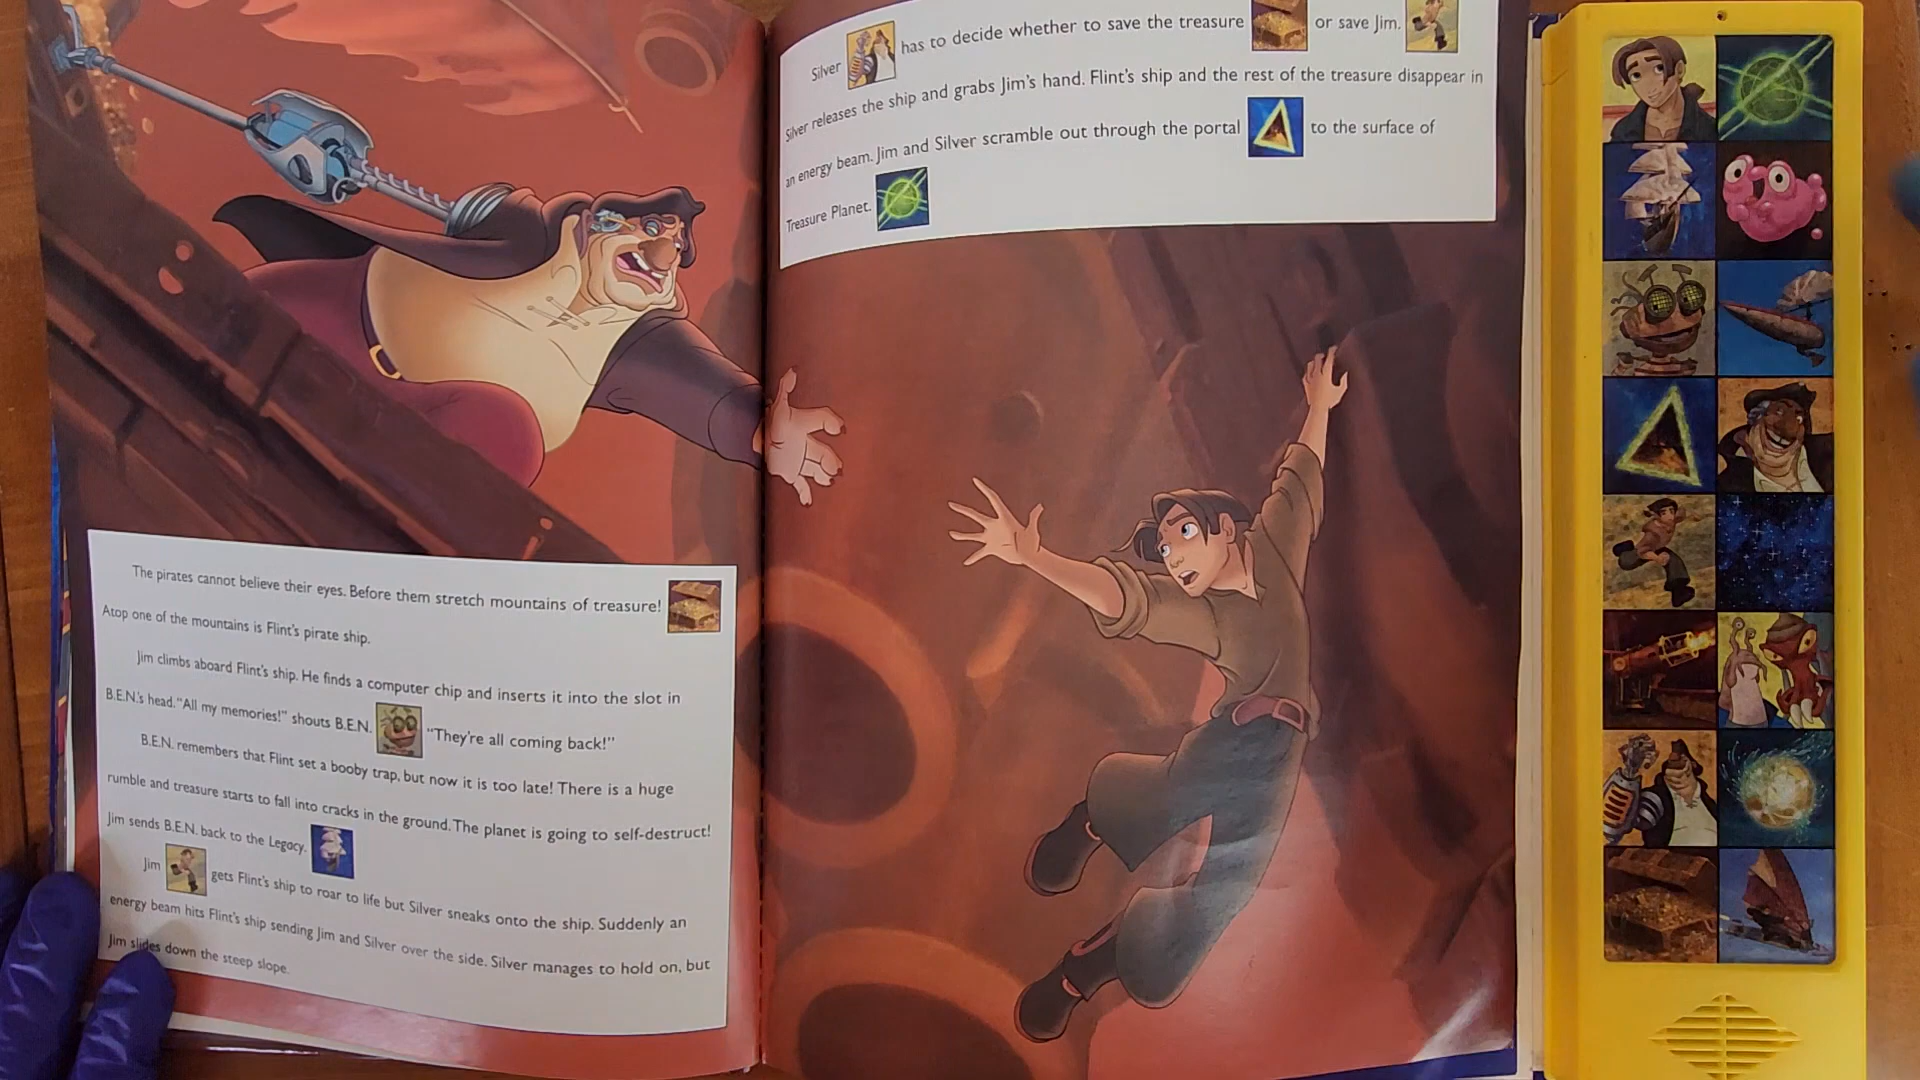 The pirates cannot believe their eyes. Before them stretch mountains of treasure!
Atop one of the mountains is Flint's pirate ship.
Jim climbs aboard Flint's ship. He finds a computer chip and inserts it into the slot in
B.E.N.'s head. "All my memories!" shouts B.E.N. "They're all coming back!"
B.E.N. remembers that Flint set a booby trap, but now it is too late! There is a huge
rumble and treasure starts to fall into cracks in the ground. The planet is going to self-destruct!
Jim sends B.E.N. back to the Legacy.
Jim gets Flint's ship to roar to life but Silver sneaks onto the ship. Suddenly an
energy beam hits Flint's ship sending Jim and Silver over the side. Silver manages to hold on, but
Jim slides down the steep slope.
Silver has to decide whether to save the treasure or save Jim.
Silver releases the ship and grabs Jim's hand. Flint's ship and the rest of the treasure disappear in
an energy beam. Jim and Silver scramble out through the portal to the surface of
Treasure Planet.